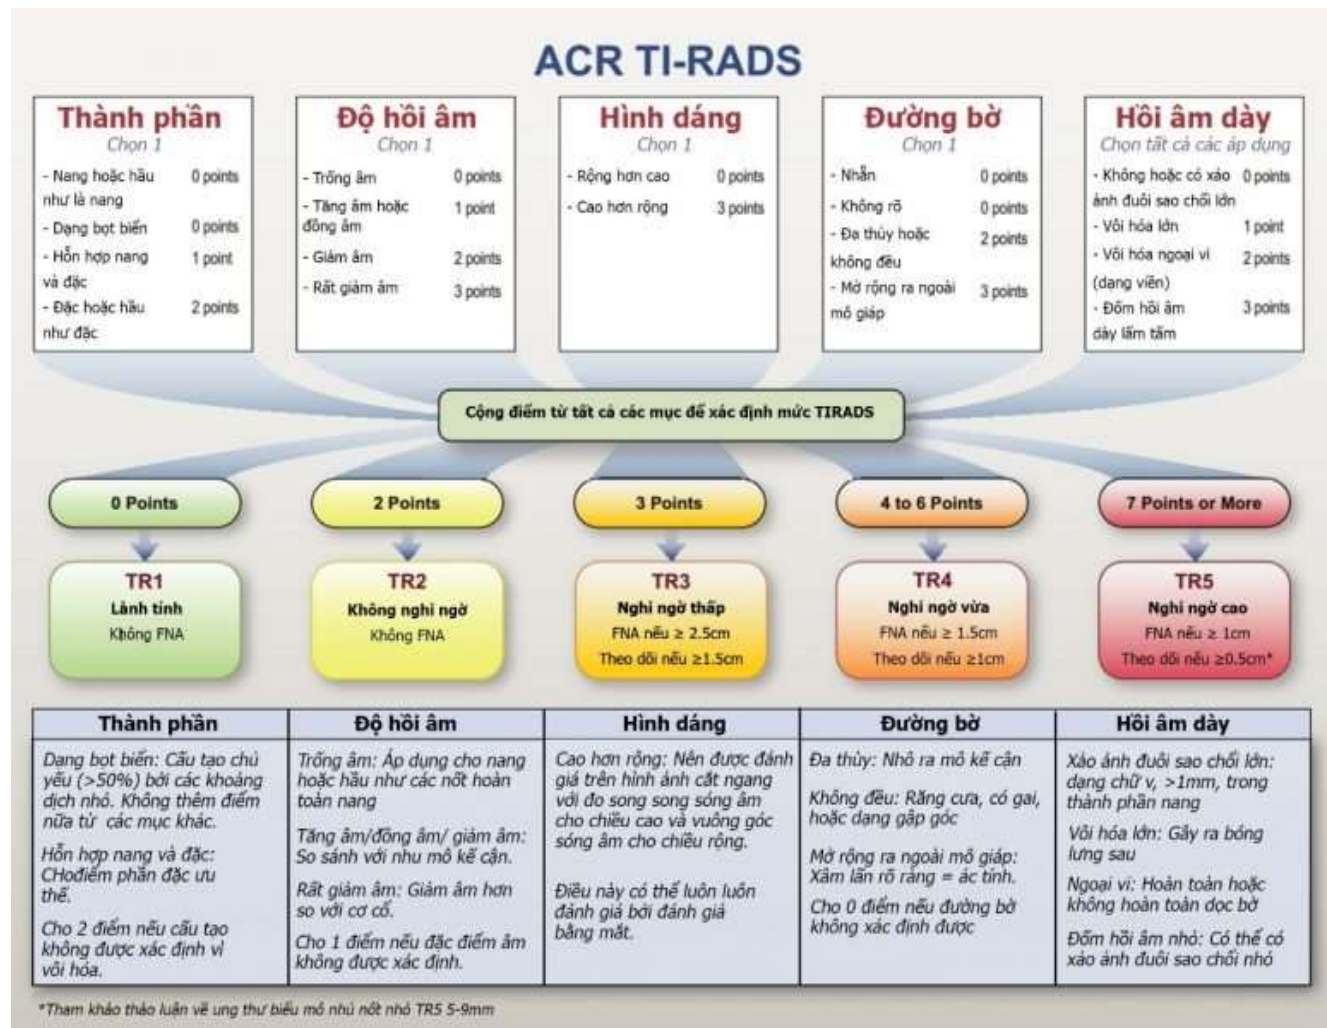 ACR TI-RADS
Thành phần
Chọn 1
- Nang hoặc hầu 0 points
như là nang
- Dạng bọt biển 0 points
- Hỗn hợp nang 1 point
và đặc
- Đặc hoặc hầu 2 points
như đặc
Độ hồi âm
Chọn 1
- Trống âm 0 points
- Tăng âm hoặc 1 point
đồng âm
- Giảm âm 2 points
- Rất giảm âm 3 points
Hình dáng
Chọn 1
- Rộng hơn cao 0 points
- Cao hơn rộng 3 points
Đường bờ
Chọn 1
- Nhẵn 0 points
- Không rõ 0 points
- Đa thùy hoặc 2 points
không đều
- Mở rộng ra ngoài 3 points
mô giáp
Hồi âm dày
Chọn tất cả các áp dụng
- Không hoặc có xảo 0 points
ảnh đuôi sao chổi lớn
- Vôi hóa lớn 1 point
- Vôi hóa ngoại vi 2 points
(dạng viền)
- Đốm hồi âm 3 points
dày lấm tấm
Cộng điểm từ tất cả các mục để xác định mức TIRADS
0 Points
2 Points
3 Points
4 to 6 Points
7 Points or More
TR1
Lành tính
Không FNA
TR2
Không nghi ngờ
Không FNA
TR3
Nghi ngờ thấp
FNA nếu ≥ 2.5cm
Theo dõi nếu ≥1.5cm
TR4
Nghi ngờ vừa
FNA nếu ≥ 1.5cm
Theo dõi nếu ≥1cm
TR5
Nghi ngờ cao
FNA nếu ≥ 1cm
Theo dõi nếu ≥0.5cm*
Thành phần
Dạng bọt biển: Cấu tạo chủ
yếu (>50%) bởi các khoảng
dịch nhỏ. Không thêm điểm
nữa từ các mục khác.
Hỗn hợp nang và đặc:
CHođiểm phần đặc ưu
thế.
Cho 2 điểm nếu cấu tạo
không được xác định vì
vôi hóa.
Độ hồi âm
Trống âm: Áp dụng cho nang
hoặc hầu như các nốt hoàn
toàn nang
Tăng âm/đồng âm/ giảm âm:
So sánh với nhu mô kế cận.
Rất giảm âm: Giảm âm hơn
so với cơ cổ.
Cho 1 điểm nếu đặc điểm âm
không được xác định.
Hình dáng
Cao hơn rộng: Nên được đánh
giá trên hình ảnh cắt ngang
với đo song song sóng âm
cho chiều cao và vuông góc
sóng âm cho chiều rộng.
Điều này có thể luôn luôn
đánh giá bởi đánh giá
bằng mắt.
Đường bờ
Đa thùy: Nhô ra mô kế cận
Không đều: Răng cưa, có gai,
hoặc dạng gấp góc
Mở rộng ra ngoài mô giáp:
Xâm lấn rõ ràng = ác tính.
Cho 0 điểm nếu đường bờ
không xác định được
Hồi âm dày
Xảo ảnh đuôi sao chổi lớn:
dạng chữ v, >1mm, trong
thành phần nang
Vôi hóa lớn: Gây ra bóng
lưng sau
Ngoại vi: Hoàn toàn hoặc
không hoàn toàn dọc bờ
Đốm hồi âm nhỏ: Có thể có
xảo ảnh đuôi sao chổi nhỏ
*Tham khảo thảo luận về ung thư biểu mô nhú nốt nhỏ TR5 5-9mm